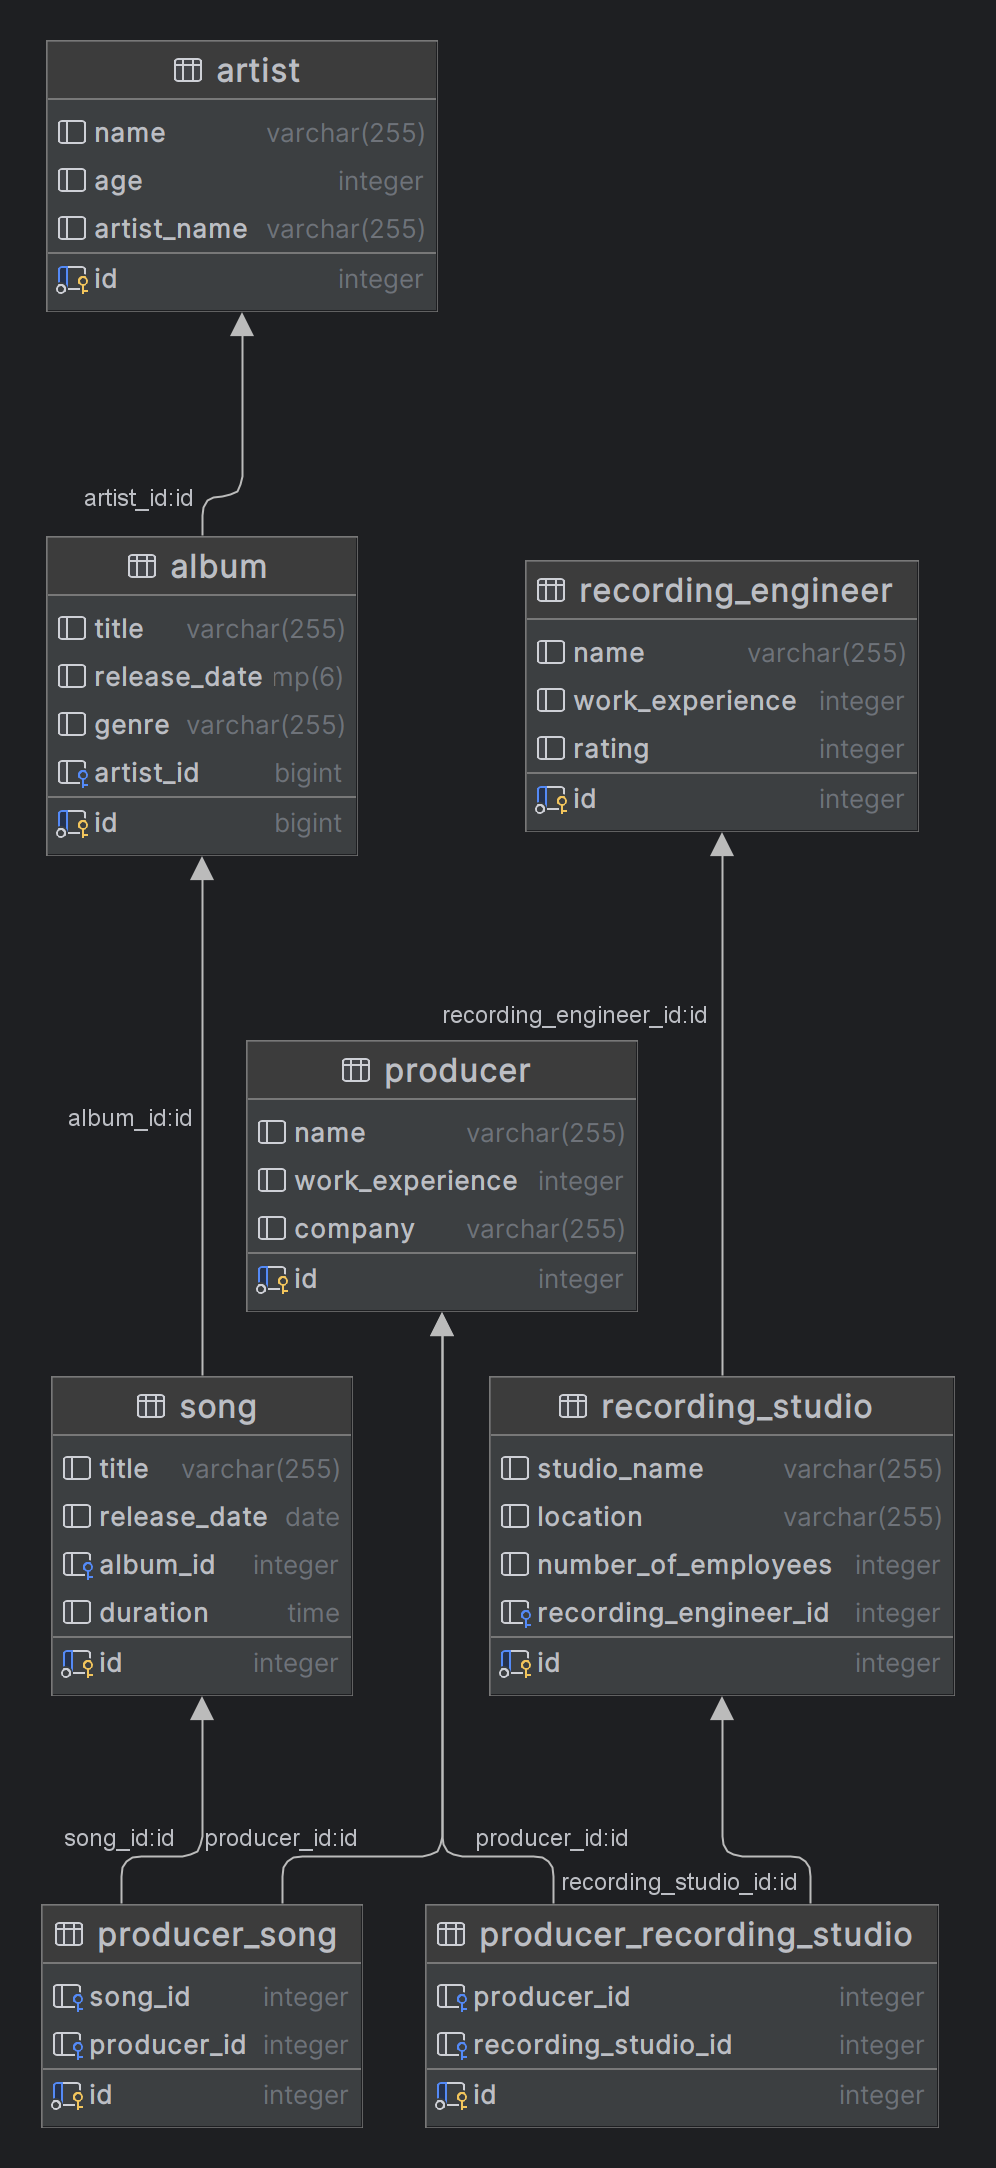 artist
name varchar(255)
age integer
artist_name varchar(255)
id integer
artist_id:id
album
title varchar(255)
release_date mp(6)
genre varchar(255)
artist_id bigint
id bigint
recording_engineer
name varchar(255)
work_experience integer
rating integer
id integer
recording_engineer_id:id
album_id:id
producer
name varchar(255)
work_experience integer
company varchar(255)
id integer
song
title varchar(255)
release_date date
album_id integer
duration time
id integer
recording_studio
studio_name varchar(255)
location varchar(255)
number_of_employees integer
recording_engineer_id integer
id integer
song_id:id
producer_id:id
producer_id:id
recording_studio_id:id
producer_song
song_id integer
producer_id integer
id integer
producer_recording_studio
producer_id integer
recording_studio_id integer
id integer